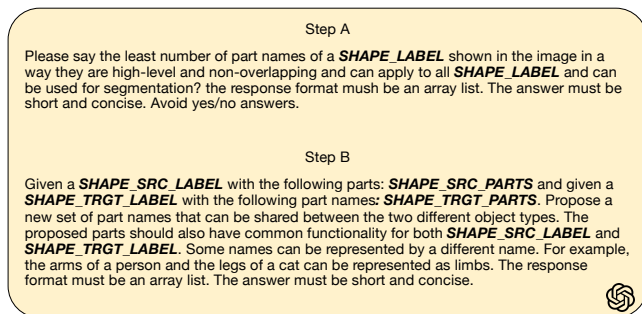 Step A
Please say the least number of part names of a SHAPE_LABEL shown in the image in a
way they are high-level and non-overlapping and can apply to all SHAPE_LABEL and can
be used for segmentation? the response format mush be an array list. The answer must be
short and concise. Avoid yes/no answers.
Step B
Given a SHAPE_SRC_LABEL with the following parts: SHAPE_SRC_PARTS and given a
SHAPE_TRGT_LABEL with the following part names: SHAPE_TRGT_PARTS. Propose a
new set of part names that can be shared between the two different object types. The
proposed parts should also have common functionality for both SHAPE_SRC_LABEL and
SHAPE_TRGT_LABEL. Some names can be represented by a different name. For example,
the arms of a person and the legs of a cat can be represented as limbs. The response
format must be an array list. The answer must be short and concise.